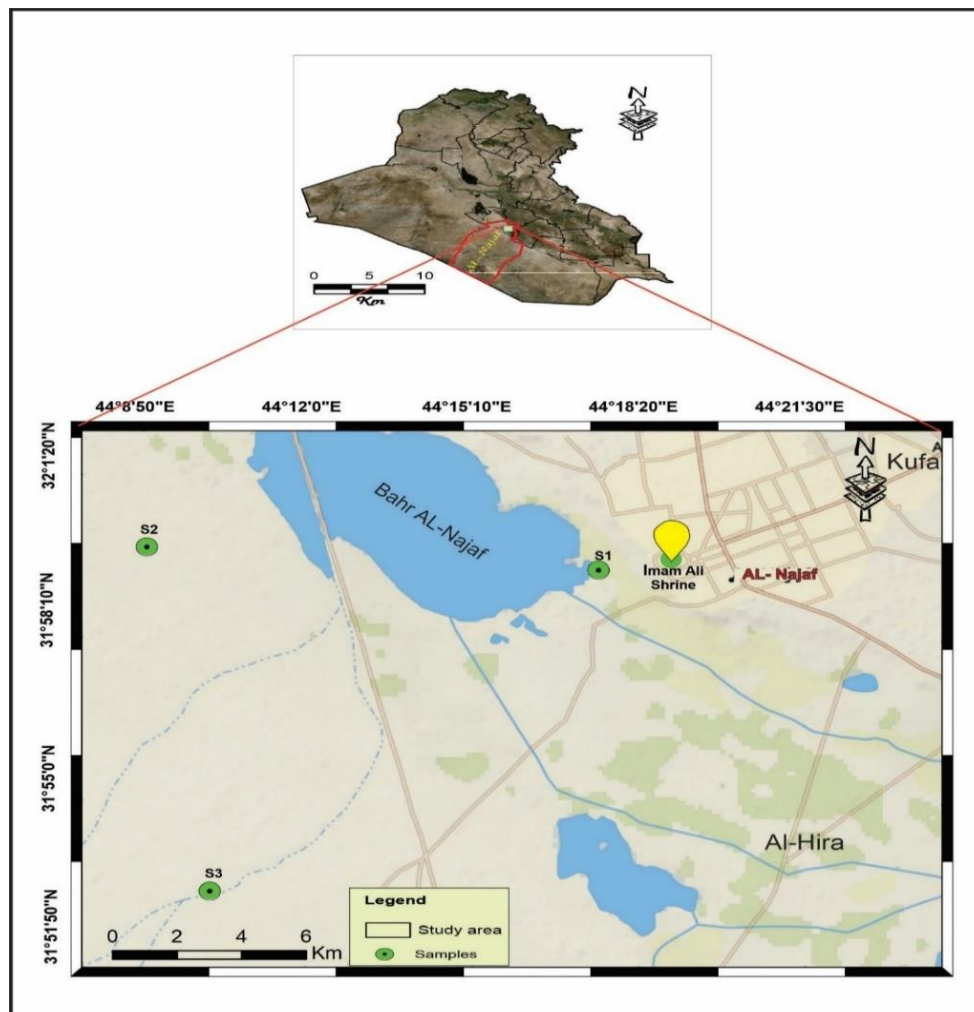 N
AL -Najaf
0 5 10
Km
44°8'50"E 44°12'0"E 44°15'10"E 44°18'20"E 44°21'30"E
32°1'20"N
31°58'10"N
31°55'0"N
31°51'50"N
N
A
Kufa
Bahr AL-Najaf
S2
S1
Imam Ali
Shrine
AL- Najaf
Al-Hira
S3
Legend
Study area
Samples
0 2 4 6
Km